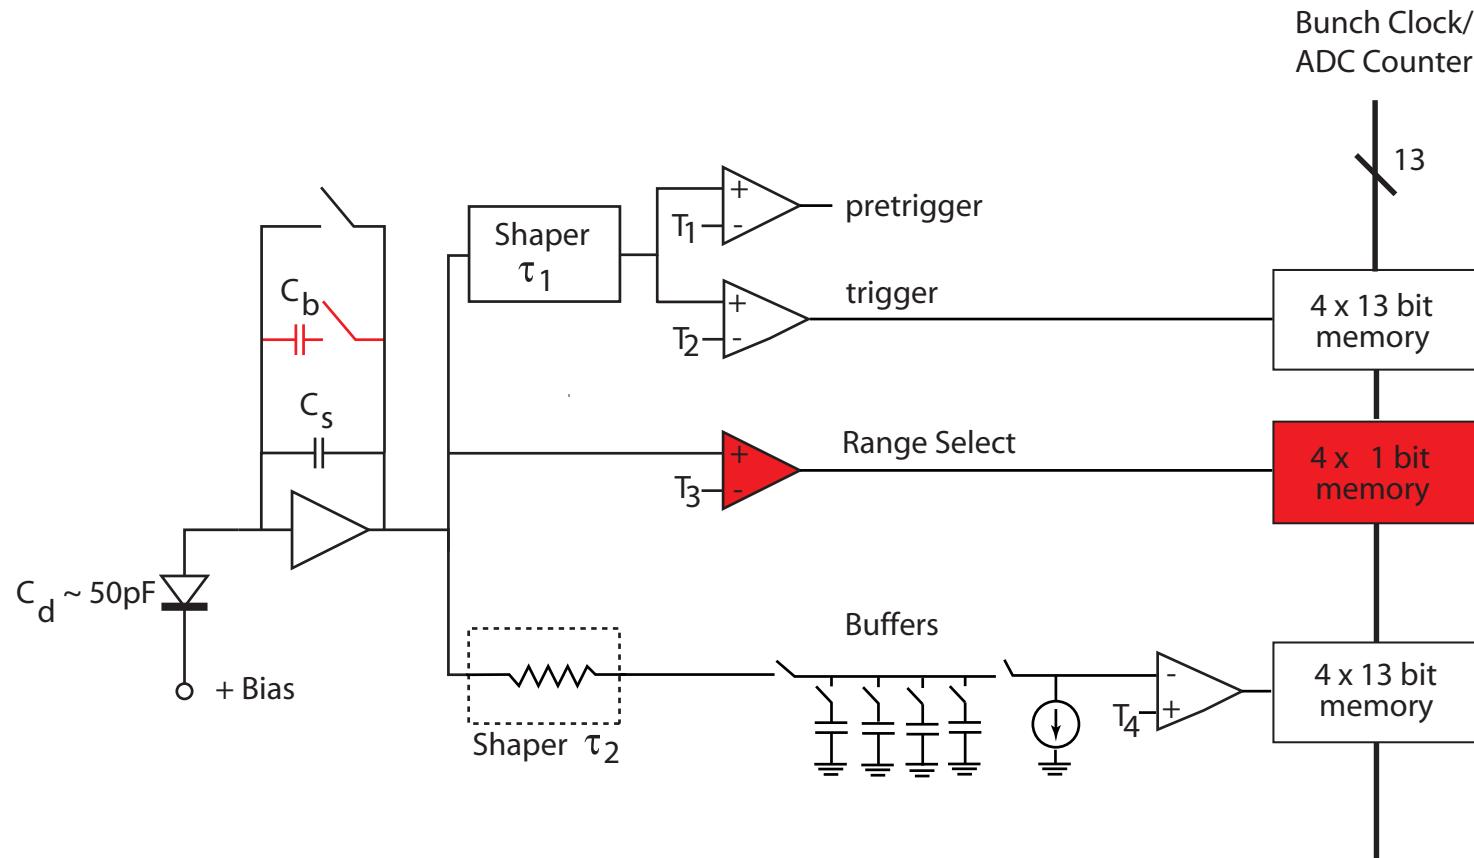 Bunch Clock/
ADC Counter
13
Shaper
τ1
+
T1
-
pretrigger
+
T2
-
trigger
4 x 13 bit
memory
Cb
Cs
+
T3
-
Range Select
4 x 1 bit
memory
Cd ~ 50pF
+ Bias
Shaper τ2
Buffers
-
T4
+
4 x 13 bit
memory